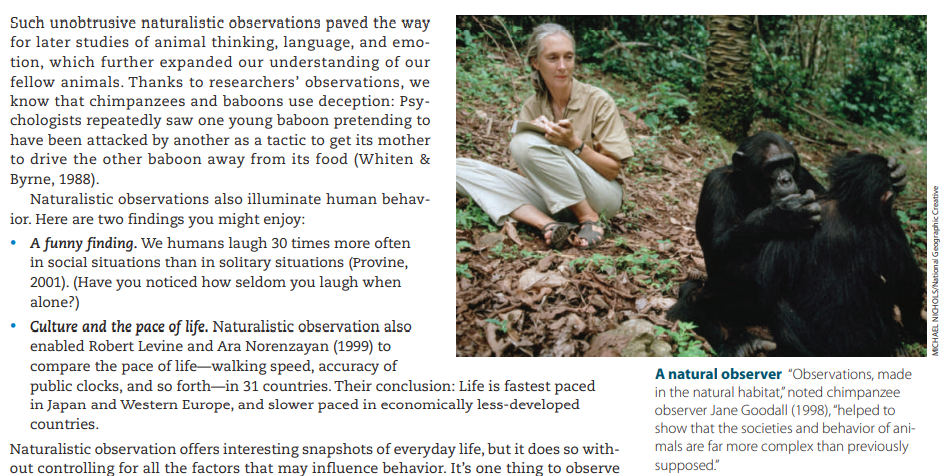 Such unobtrusive naturalistic observations paved the way
for later studies of animal thinking, language, and emo-
tion, which further expanded our understanding of our
fellow animals. Thanks to researchers’ observations, we
know that chimpanzees and baboons use deception: Psy-
chologists repeatedly saw one young baboon pretending to
have been attacked by another as a tactic to get its mother
to drive the other baboon away from its food (Whiten &
Byrne, 1988).
Naturalistic observations also illuminate human behav-
ior. Here are two findings you might enjoy:
• A funny finding. We humans laugh 30 times more often
in social situations than in solitary situations (Provine,
2001). (Have you noticed how seldom you laugh when
alone?)
• Culture and the pace of life. Naturalistic observation also
enabled Robert Levine and Ara Norenzayan (1999) to
compare the pace of life—walking speed, accuracy of
public clocks, and so forth—in 31 countries. Their conclusion: Life is fastest paced
in Japan and Western Europe, and slower paced in economically less-developed
countries.
Naturalistic observation offers interesting snapshots of everyday life, but it does so with-
out controlling for all the factors that may influence behavior. It’s one thing to observe
MICHAEL NICHOLS/National Geographic Creative
A natural observer “Observations, made
in the natural habitat,” noted chimpanzee
observer Jane Goodall (1998), “helped to
show that the societies and behavior of ani-
mals are far more complex than previously
supposed.”